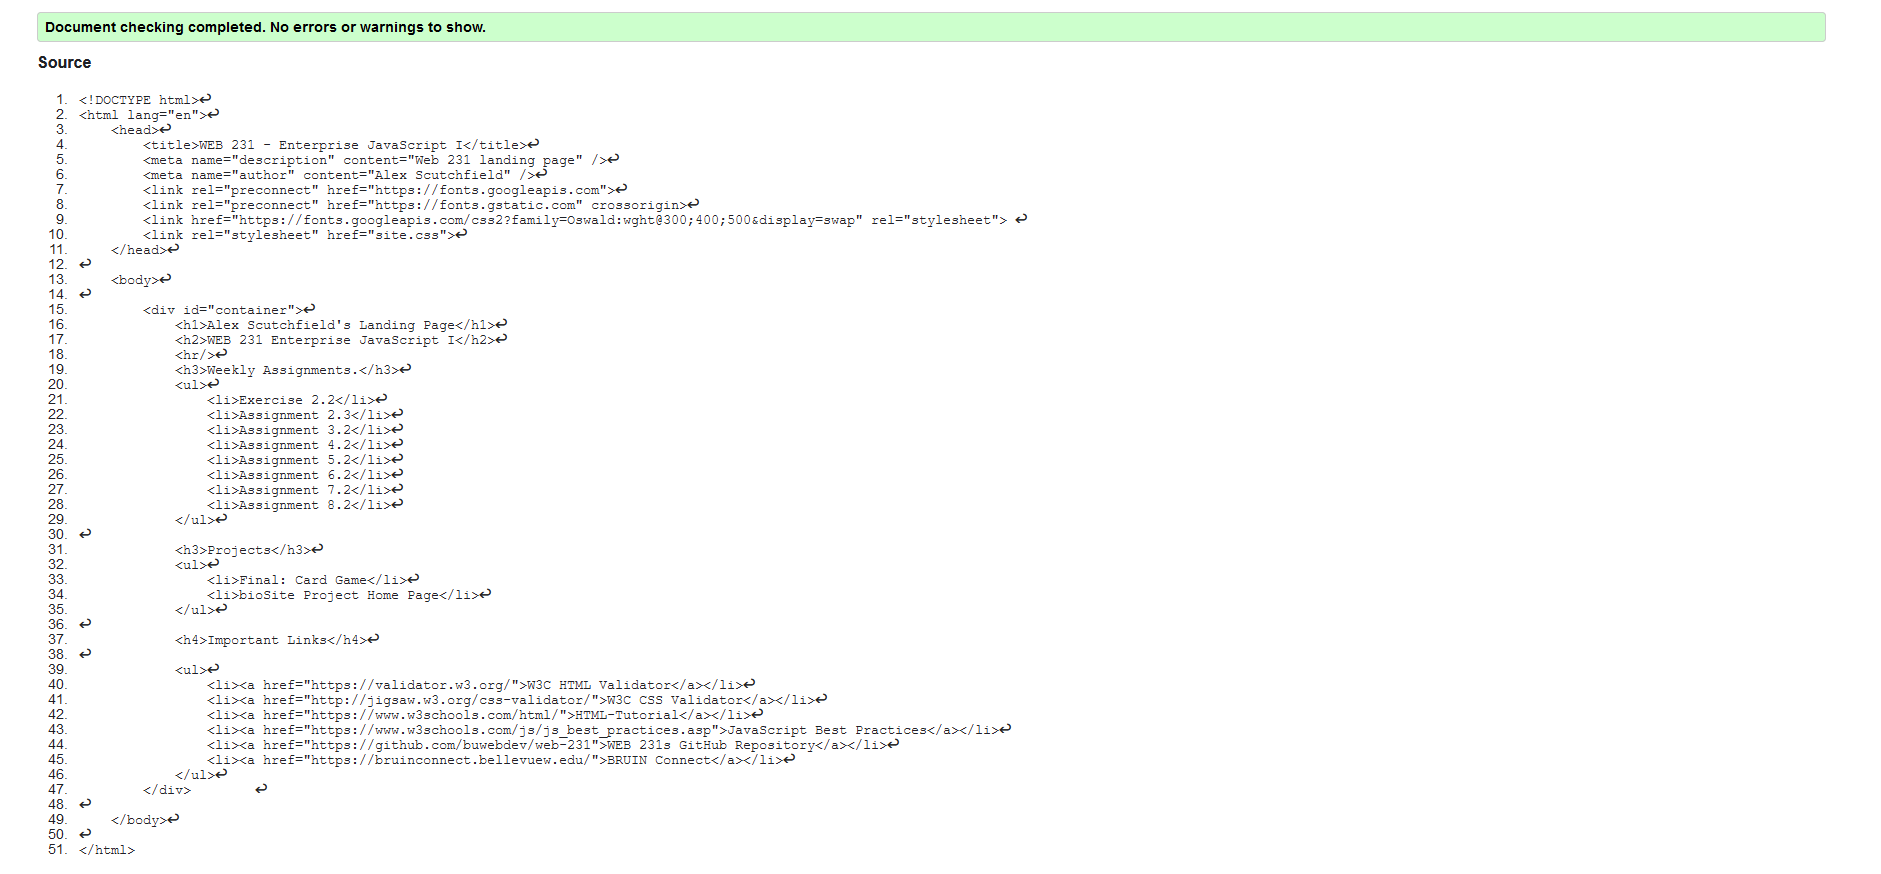 Document checking completed. No errors or warnings to show.
Source
1. <!DOCTYPE html>↩
2. <html lang="en">↩
3.     <head>↩
4.         <title>WEB 231 - Enterprise JavaScript I</title>↩
5.         <meta name="description" content="Web 231 landing page" />↩
6.         <meta name="author" content="Alex Scutchfield" />↩
7.         <link rel="preconnect" href="https://fonts.googleapis.com">↩
8.         <link rel="preconnect" href="https://fonts.gstatic.com" crossorigin>↩
9.         <link href="https://fonts.googleapis.com/css2?family=Oswald:wght@300;400;500&display=swap" rel="stylesheet"> ↩
10.         <link rel="stylesheet" href="site.css">↩
11.     </head>↩
12. ↩
13.     <body>↩
14. ↩
15.         <div id="container">↩
16.             <h1>Alex Scutchfield's Landing Page</h1>↩
17.             <h2>WEB 231 Enterprise JavaScript I</h2>↩
18.             <hr/>↩
19.             <h3>Weekly Assignments.</h3>↩
20.             <ul>↩
21.                 <li>Exercise 2.2</li>↩
22.                 <li>Assignment 2.3</li>↩
23.                 <li>Assignment 3.2</li>↩
24.                 <li>Assignment 4.2</li>↩
25.                 <li>Assignment 5.2</li>↩
26.                 <li>Assignment 6.2</li>↩
27.                 <li>Assignment 7.2</li>↩
28.                 <li>Assignment 8.2</li>↩
29.             </ul>↩
30. ↩
31.             <h3>Projects</h3>↩
32.             <ul>↩
33.                 <li>Final: Card Game</li>↩
34.                 <li>bioSite Project Home Page</li>↩
35.             </ul>↩
36. ↩
37.             <h4>Important Links</h4>↩
38. ↩
39.             <ul>↩
40.                 <li><a href="https://validator.w3.org/">W3C HTML Validator</a></li>↩
41.                 <li><a href="http://jigsaw.w3.org/css-validator/">W3C CSS Validator</a></li>↩
42.                 <li><a href="https://www.w3schools.com/html/">HTML-Tutorial</a></li>↩
43.                 <li><a href="https://www.w3schools.com/js/js_best_practices.asp">JavaScript Best Practices</a></li>↩
44.                 <li><a href="https://github.com/buwebdev/web-231">WEB 231s GitHub Repository</a></li>↩
45.                 <li><a href="https://bruinconnect.bellevuew.edu/">BRUIN Connect</a></li>↩
46.             </ul>↩
47.         </div>        ↩
48. ↩
49.     </body>↩
50. ↩
51. </html>